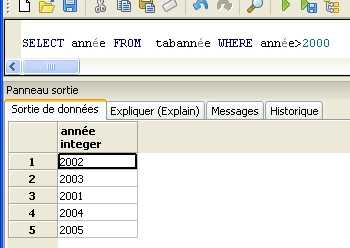 SELECT année FROM  tabannée WHERE année>2000
Panneau sortie
Sortie de données Expliquer (Explain) Messages Historique
année
integer
1 2002
2 2003
3 2001
4 2004
5 2005